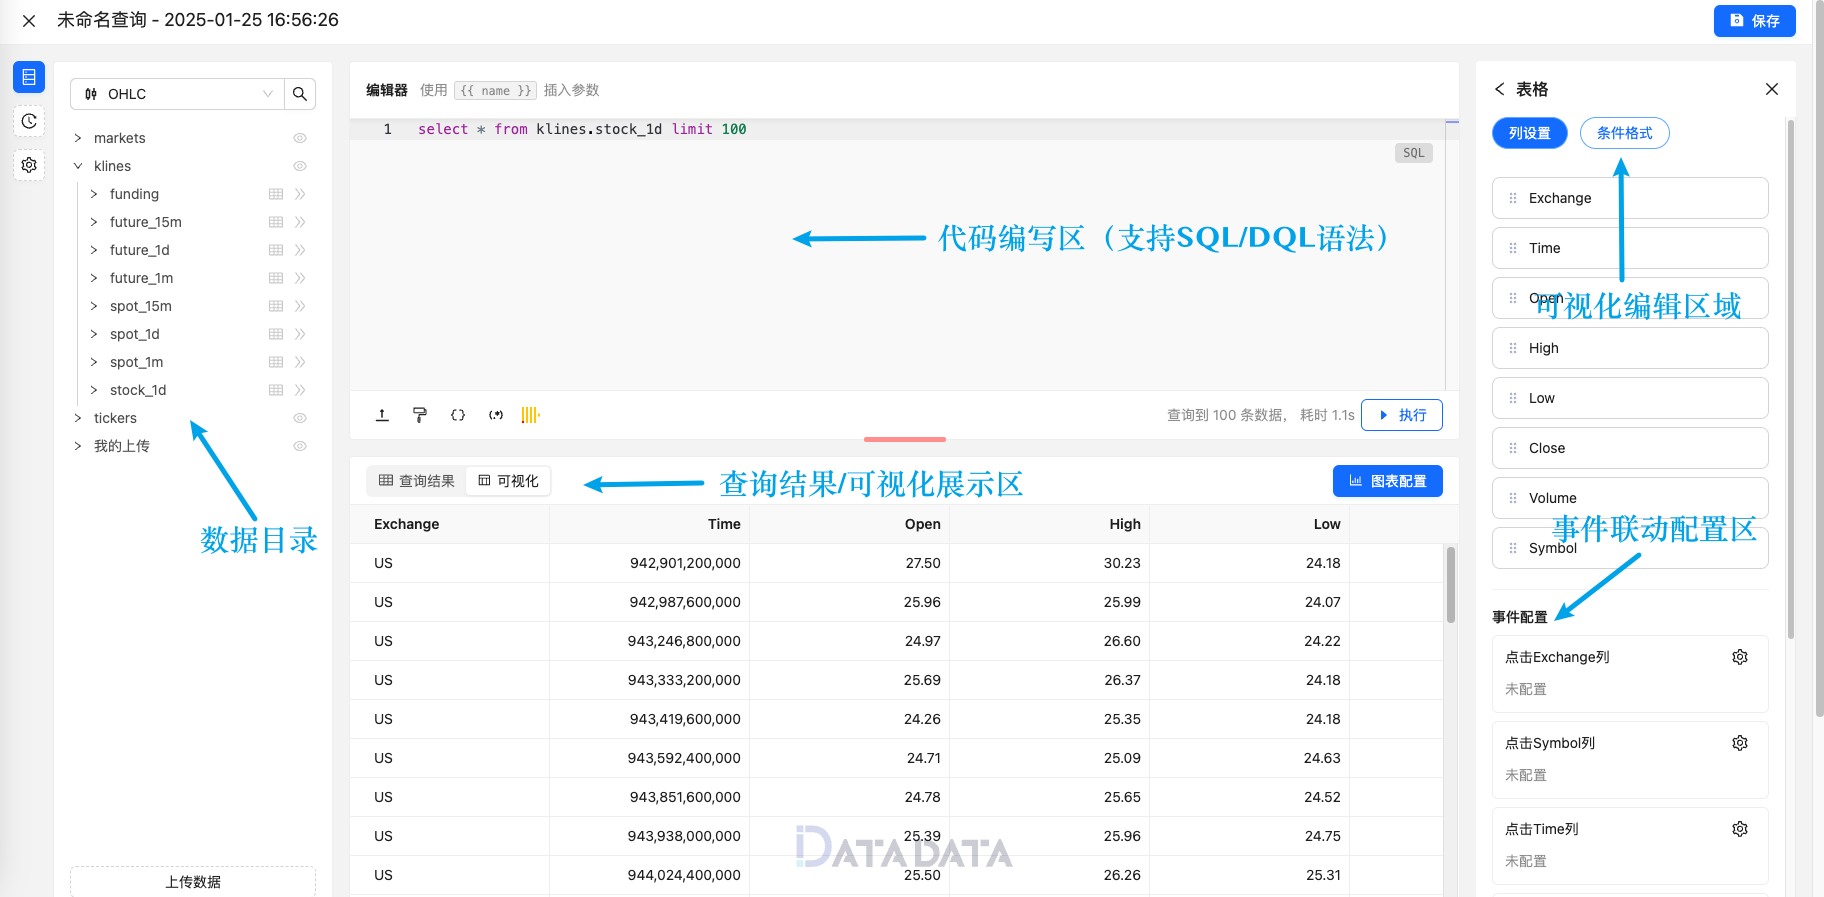 未命名查询 - 2025-01-25 16:56:26
保存
OHLC
markets
klines
funding
future_15m
future_1d
future_1m
spot_15m
spot_1d
spot_1m
stock_1d
tickers
我的上传
数据目录
上传数据
编辑器 使用 {{ name }} 插入参数
1 select * from klines.stock_1d limit 100
SQL
代码编写区（支持SQL/DQL语法）
查询到 100 条数据， 耗时 1.1s 执行
查询结果 可视化 查询结果/可视化展示区 图表配置
Exchange Time Open High Low
US 942,901,200,000 27.50 30.23 24.18
US 942,987,600,000 25.96 25.99 24.07
US 943,246,800,000 24.97 26.60 24.22
US 943,333,200,000 25.69 26.37 24.18
US 943,419,600,000 24.26 25.35 24.18
US 943,592,400,000 24.71 25.09 24.63
US 943,851,600,000 24.78 25.65 24.52
US 943,938,000,000 25.39 25.96 24.75
US 944,024,400,000 25.50 26.26 25.31
DATADATA
表格
列设置 条件格式
Exchange
Time
Open
可视化编辑区域
High
Low
Close
Volume
事件联动配置区
Symbol
事件配置
点击Exchange列
未配置
点击Symbol列
未配置
点击Time列
未配置